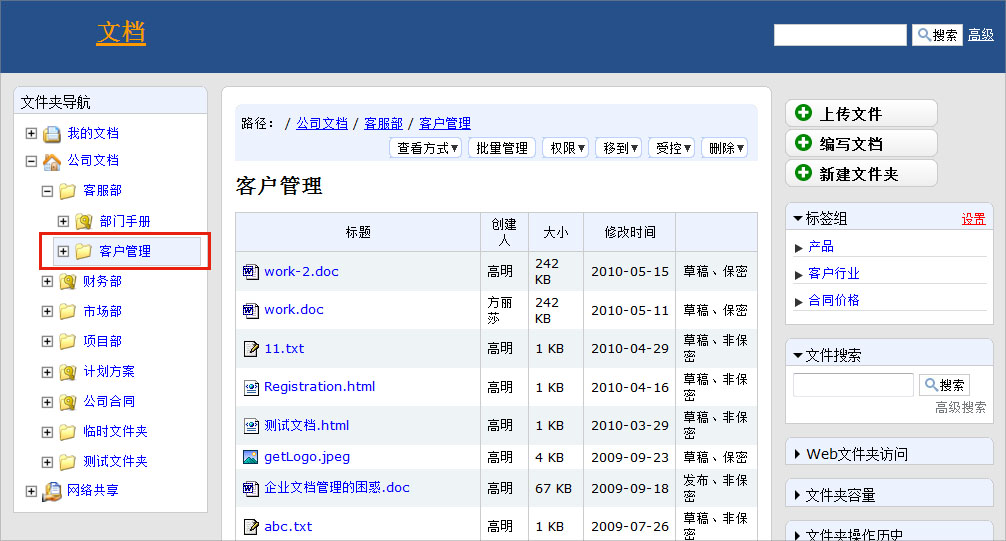 文档
搜索 高级
文件夹导航
我的文档
公司文档
客服部
部门手册
客户管理
财务部
市场部
项目部
计划方案
公司合同
临时文件夹
测试文件夹
网络共享
路径: / 公司文档 / 客服部 / 客户管理
查看方式▾ 批量管理 权限▾ 移到▾ 受控▾ 删除▾
客户管理
标题 创建人 大小 修改时间
work-2.doc 高明 242 KB 2010-05-15 草稿、保密
work.doc 方丽莎 242 KB 2010-05-11 草稿、保密
11.txt 高明 1 KB 2010-04-29 草稿、非保密
Registration.html 高明 1 KB 2010-04-16 草稿、非保密
测试文档.html 高明 1 KB 2010-03-29 草稿、非保密
getLogo.jpeg 高明 4 KB 2009-09-23 草稿、保密
企业文档管理的困惑.doc 高明 67 KB 2009-09-18 发布、非保密
abc.txt 高明 1 KB 2009-07-26 草稿、非保密
上传文件
编写文档
新建文件夹
标签组 设置
产品
客户行业
合同价格
文件搜索
搜索
高级搜索
Web文件夹访问
文件夹容量
文件夹操作历史